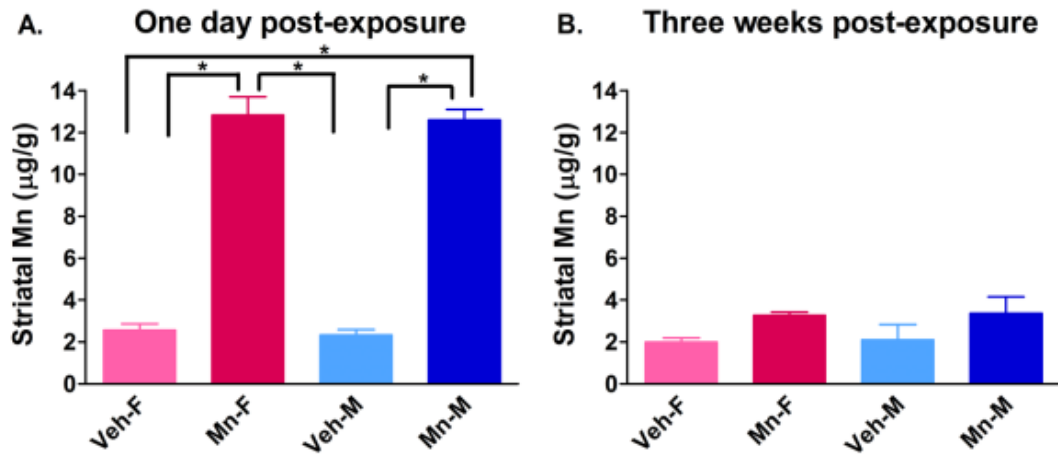 A. One day post-exposure
* 
* * *
Striatal Mn (μg/g)
14
12
10
8
6
4
2
0
Veh-F Mn-F Veh-M Mn-M
B. Three weeks post-exposure
Striatal Mn (μg/g)
14
12
10
8
6
4
2
0
Veh-F Mn-F Veh-M Mn-M